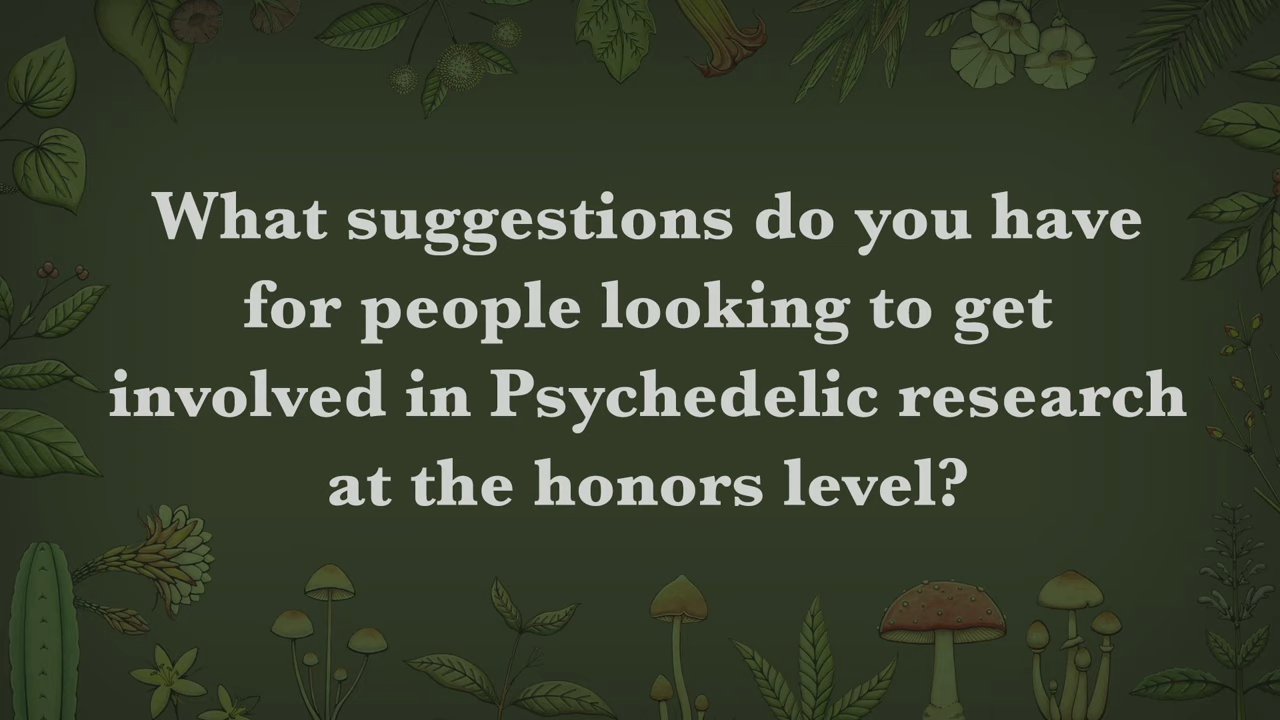 What suggestions do you have
for people looking to get
involved in Psychedelic research
at the honors level?